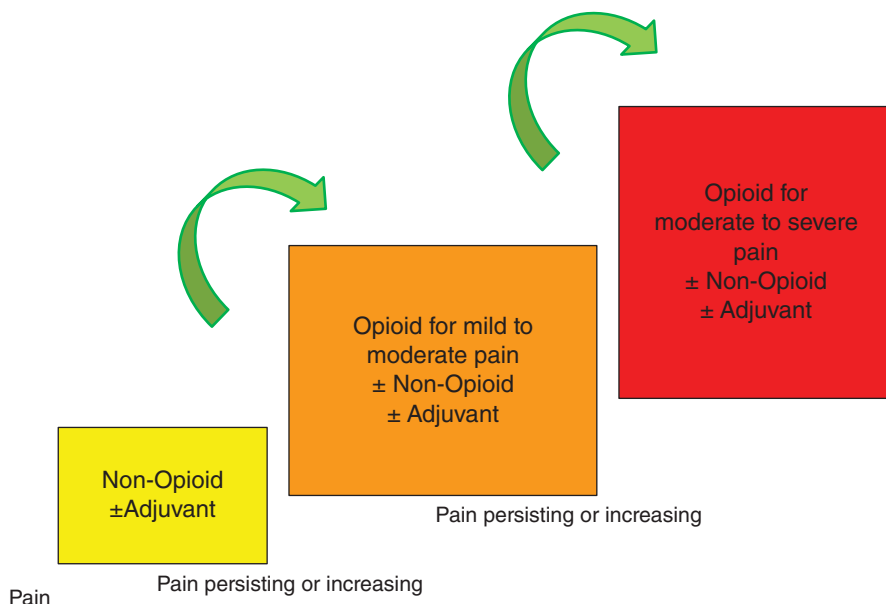 Opioid for
moderate to severe
pain
± Non-Opioid
± Adjuvant
Opioid for mild to
moderate pain
± Non-Opioid
± Adjuvant
Non-Opioid
±Adjuvant
Pain persisting or increasing
Pain persisting or increasing
Pain